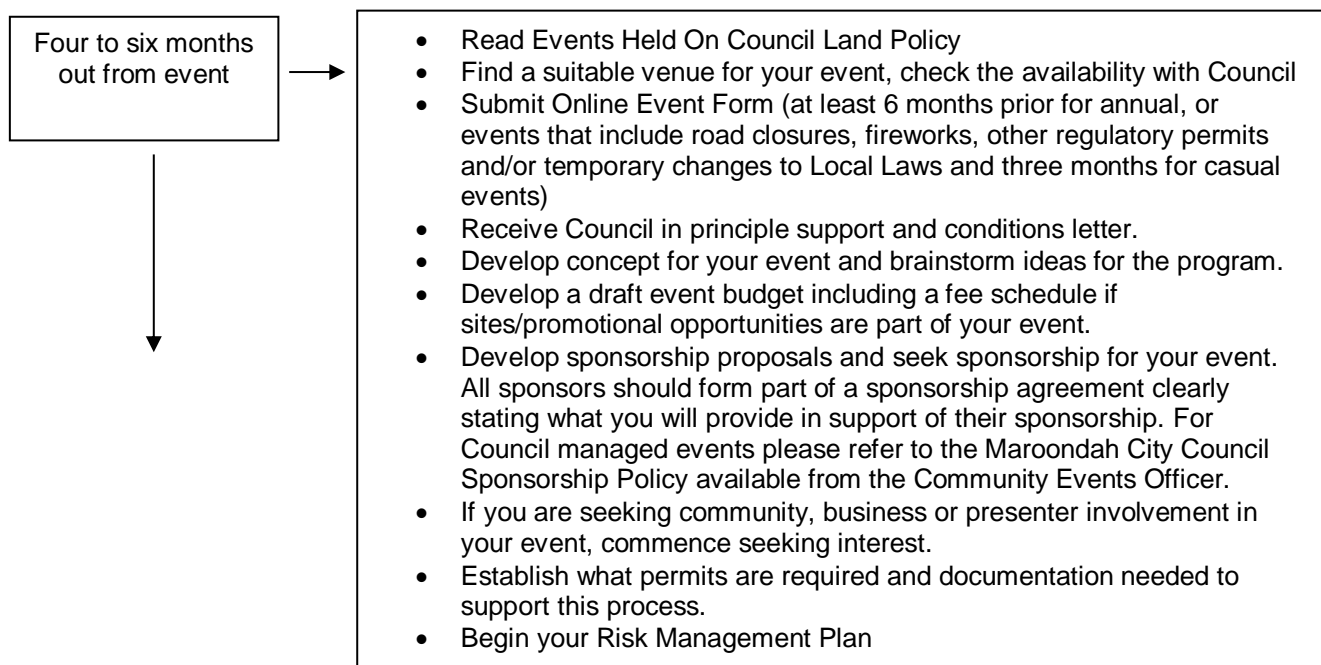 Four to six months
out from event
• Read Events Held On Council Land Policy
• Find a suitable venue for your event, check the availability with Council
• Submit Online Event Form (at least 6 months prior for annual, or
events that include road closures, fireworks, other regulatory permits
and/or temporary changes to Local Laws and three months for casual
events)
• Receive Council in principle support and conditions letter.
• Develop concept for your event and brainstorm ideas for the program.
• Develop a draft event budget including a fee schedule if
sites/promotional opportunities are part of your event.
• Develop sponsorship proposals and seek sponsorship for your event.
All sponsors should form part of a sponsorship agreement clearly
stating what you will provide in support of their sponsorship. For
Council managed events please refer to the Maroondah City Council
Sponsorship Policy available from the Community Events Officer.
• If you are seeking community, business or presenter involvement in
your event, commence seeking interest.
• Establish what permits are required and documentation needed to
support this process.
• Begin your Risk Management Plan